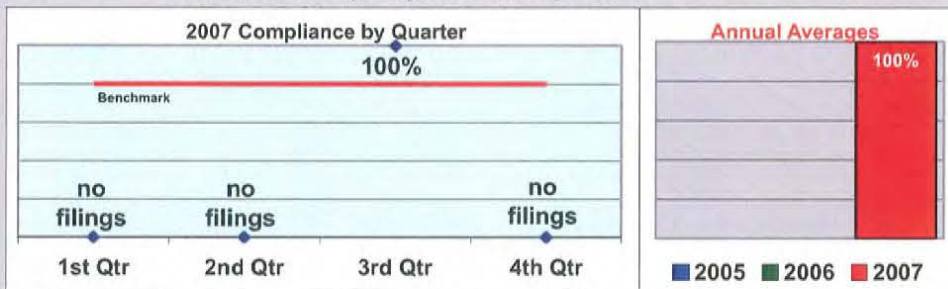 2007 Compliance by Quarter
100%
Benchmark
no
filings
no
filings
no
filings
1st Qtr
2nd Qtr
3rd Qtr
4th Qtr
Annual Averages
100%
2005
2006
2007